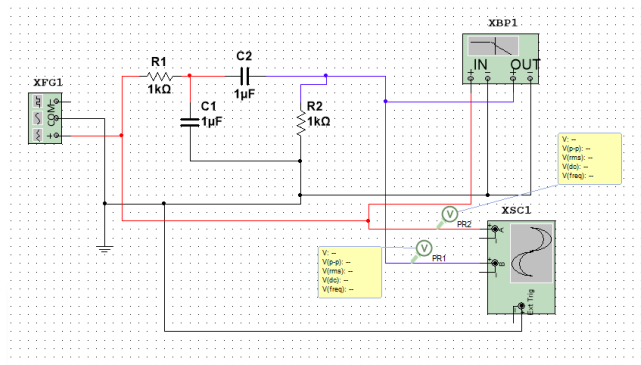 XBP1
IN OUT
R1
1kΩ
C2
1µF
XFG1
COM
C1
1µF
R2
1kΩ
V: --
V(p-p): --
V(rms): --
V(dc): --
V(freq): --
XSC1
V
PR2
A
V
PR1
B
V: --
V(p-p): --
V(rms): --
V(dc): --
V(freq): --
Ext Trig